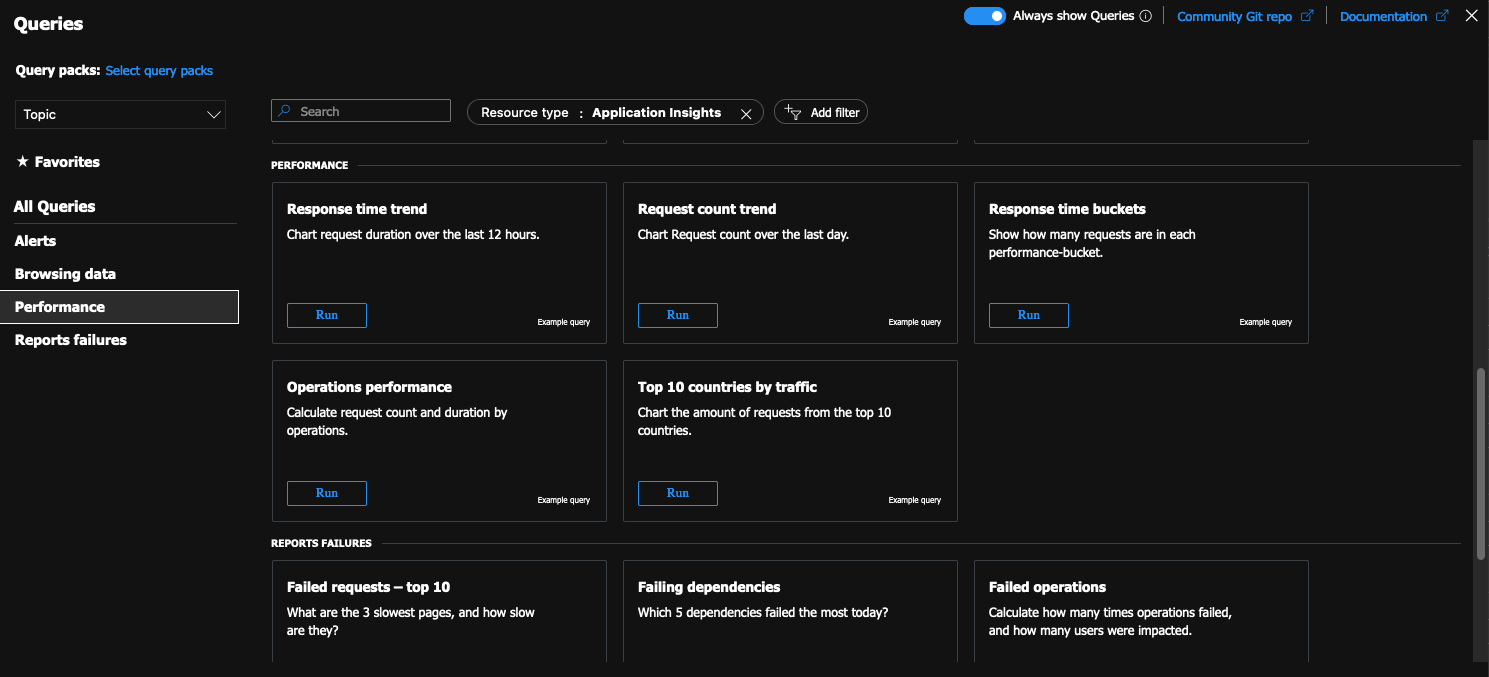 Queries
Always show Queries
Community Git repo
Documentation
Query packs: Select query packs
Topic
Search
Resource type : Application Insights
Add filter
★ Favorites
All Queries
Alerts
Browsing data
Performance
Reports failures
PERFORMANCE
Response time trend
Chart request duration over the last 12 hours.
Run
Example query
Request count trend
Chart Request count over the last day.
Run
Example query
Response time buckets
Show how many requests are in each
performance-bucket.
Run
Example query
Operations performance
Calculate request count and duration by
operations.
Run
Example query
Top 10 countries by traffic
Chart the amount of requests from the top 10
countries.
Run
Example query
REPORTS FAILURES
Failed requests – top 10
What are the 3 slowest pages, and how slow
are they?
Failing dependencies
Which 5 dependencies failed the most today?
Failed operations
Calculate how many times operations failed,
and how many users were impacted.